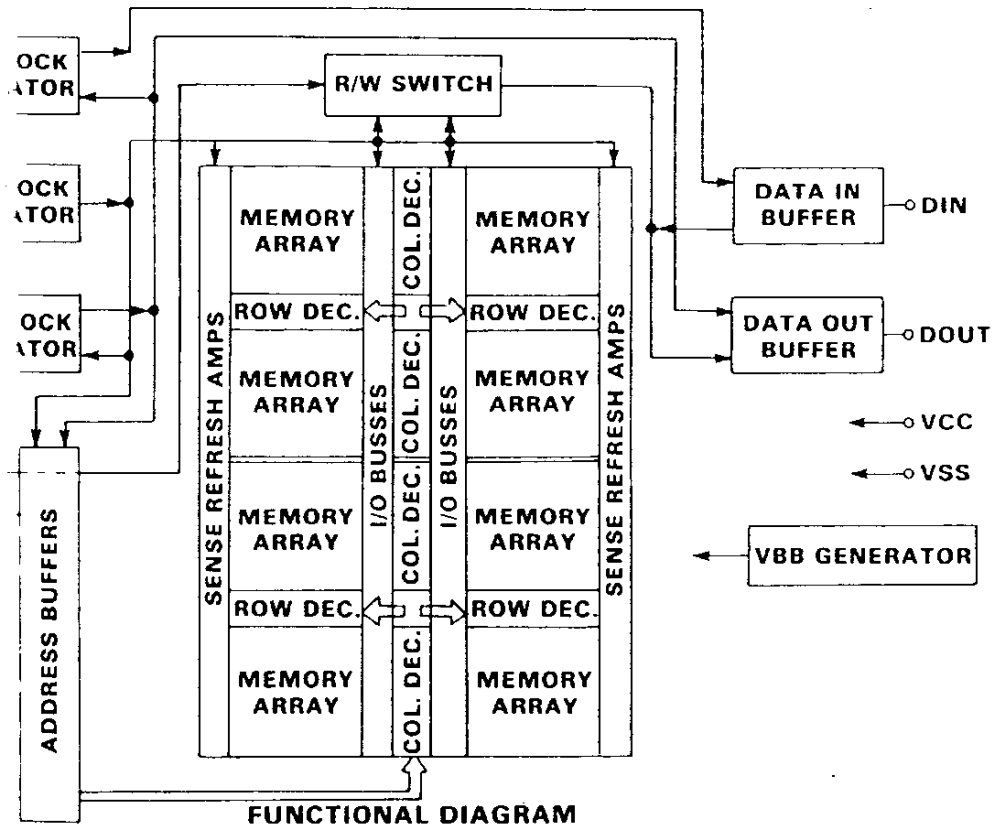 OCK
ATOR
R/W SWITCH
OCK
ATOR
DATA IN
BUFFER
DIN
OCK
ATOR
DATA OUT
BUFFER
DOUT
VCC
VSS
VBB GENERATOR
ADDRESS BUFFERS
SENSE REFRESH AMPS
MEMORY
ARRAY
ROW DEC.
MEMORY
ARRAY
MEMORY
ARRAY
ROW DEC.
MEMORY
ARRAY
I/O BUSSES
COL. DEC.
COL. DEC.
COL. DEC.
COL. DEC.
I/O BUSSES
MEMORY
ARRAY
ROW DEC.
MEMORY
ARRAY
MEMORY
ARRAY
ROW DEC.
MEMORY
ARRAY
SENSE REFRESH AMPS
FUNCTIONAL DIAGRAM